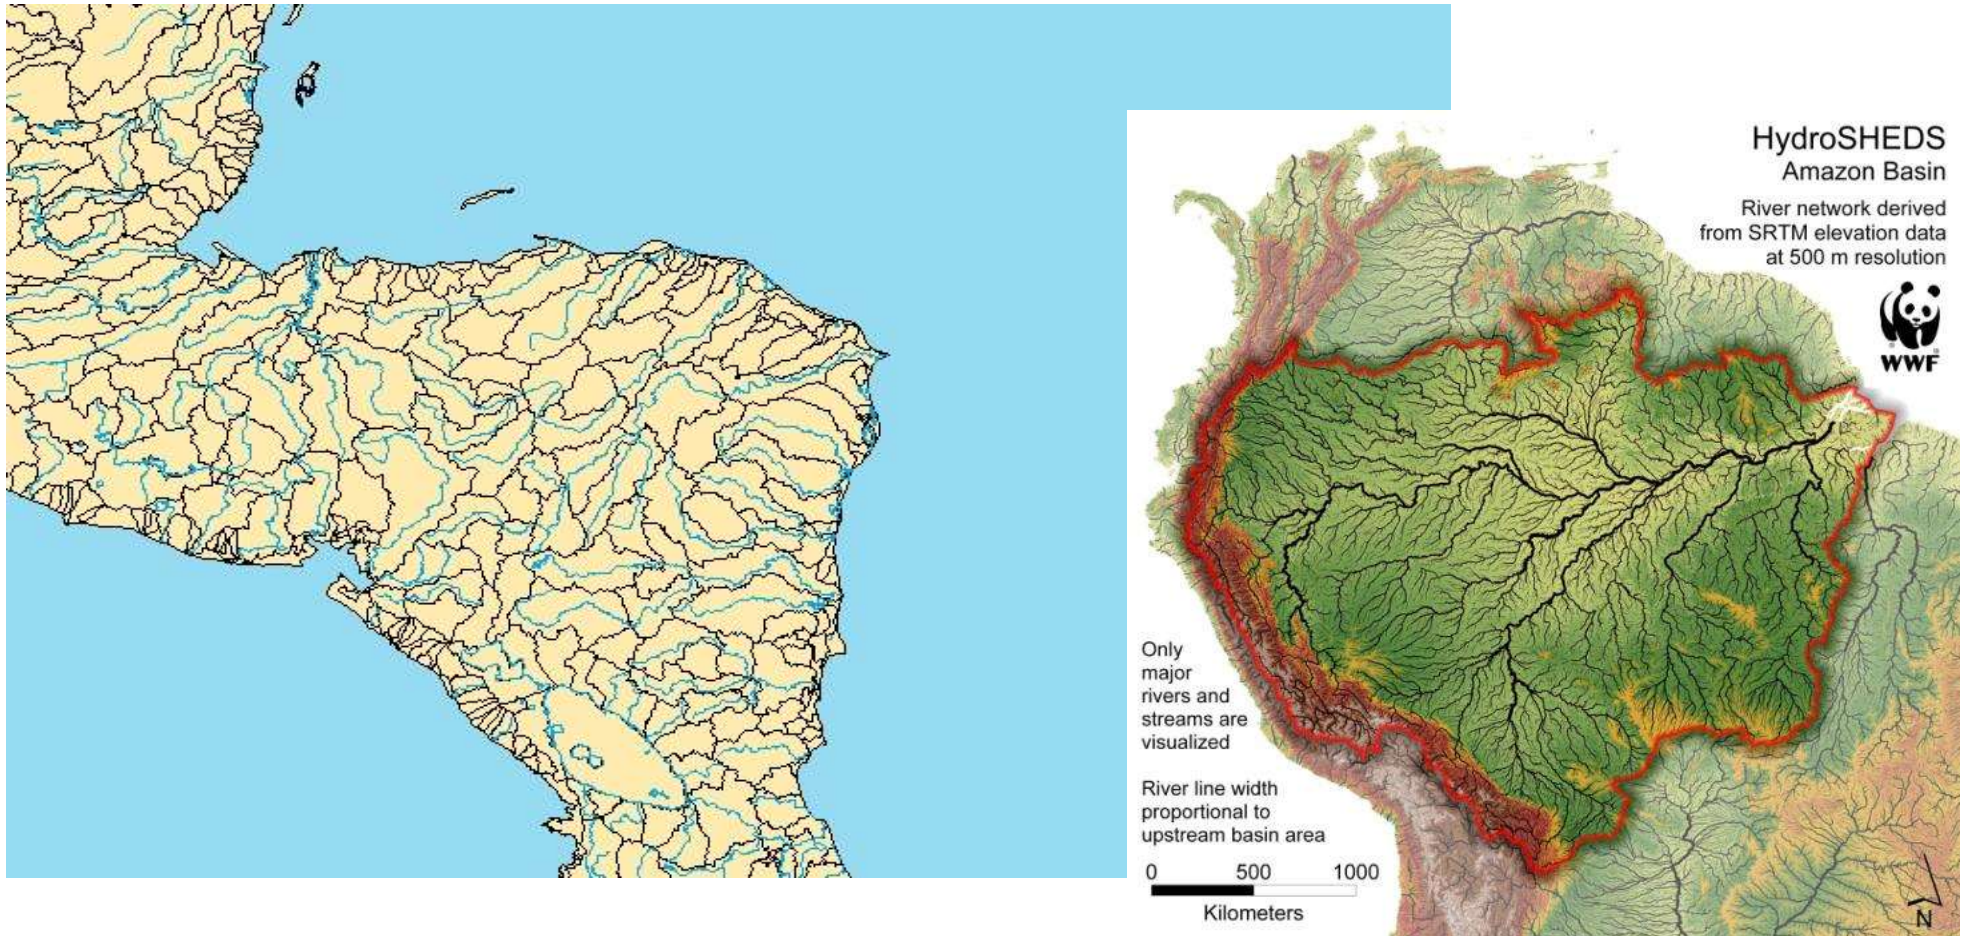 HydroSHEDS
Amazon Basin
River network derived
from SRTM elevation data
at 500 m resolution
WWF
Only
major
rivers and
streams are
visualized
River line width
proportional to
upstream basin area
0 500 1000
Kilometers
N